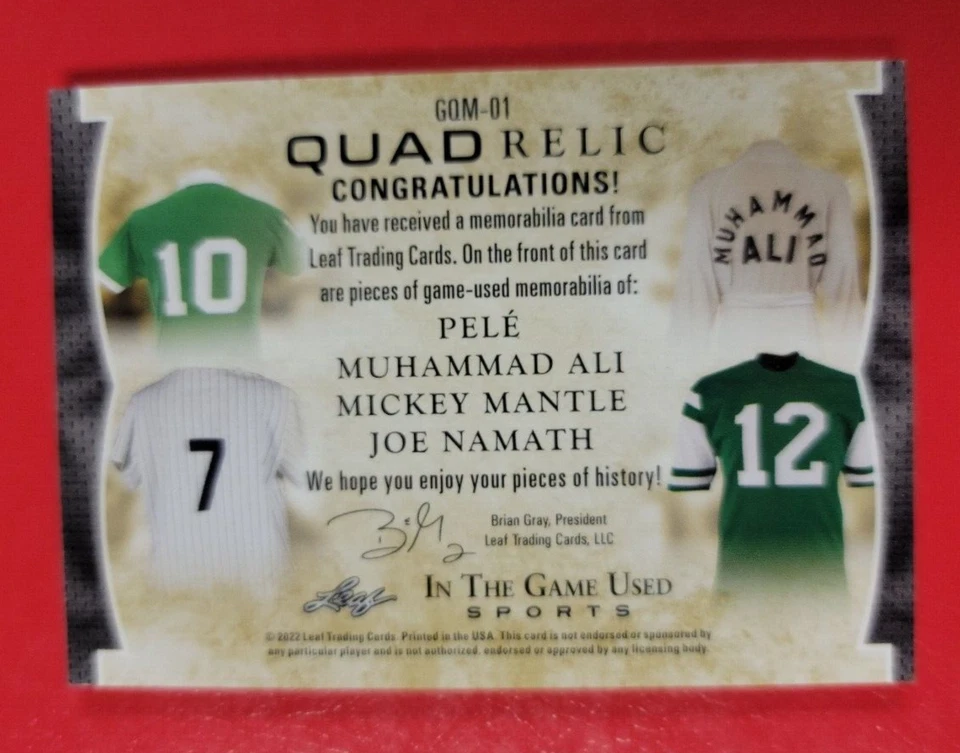 GQM-01
QUAD RELIC
CONGRATULATIONS!
You have received a memorabilia card from
Leaf Trading Cards. On the front of this card
are pieces of game-used memorabilia of:
PELÉ
MUHAMMAD ALI
MICKEY MANTLE
JOE NAMATH
We hope you enjoy your pieces of history!
10
MUHAMMAD
ALI
7
12
Brian Gray, President
Leaf Trading Cards, LLC
Leaf
IN THE GAME USED
SPORTS
©2022 Leaf Trading Cards. Printed in the USA. This card is not endorsed or sponsored by
any particular player and is not authorized, endorsed or approved by any licensing body.